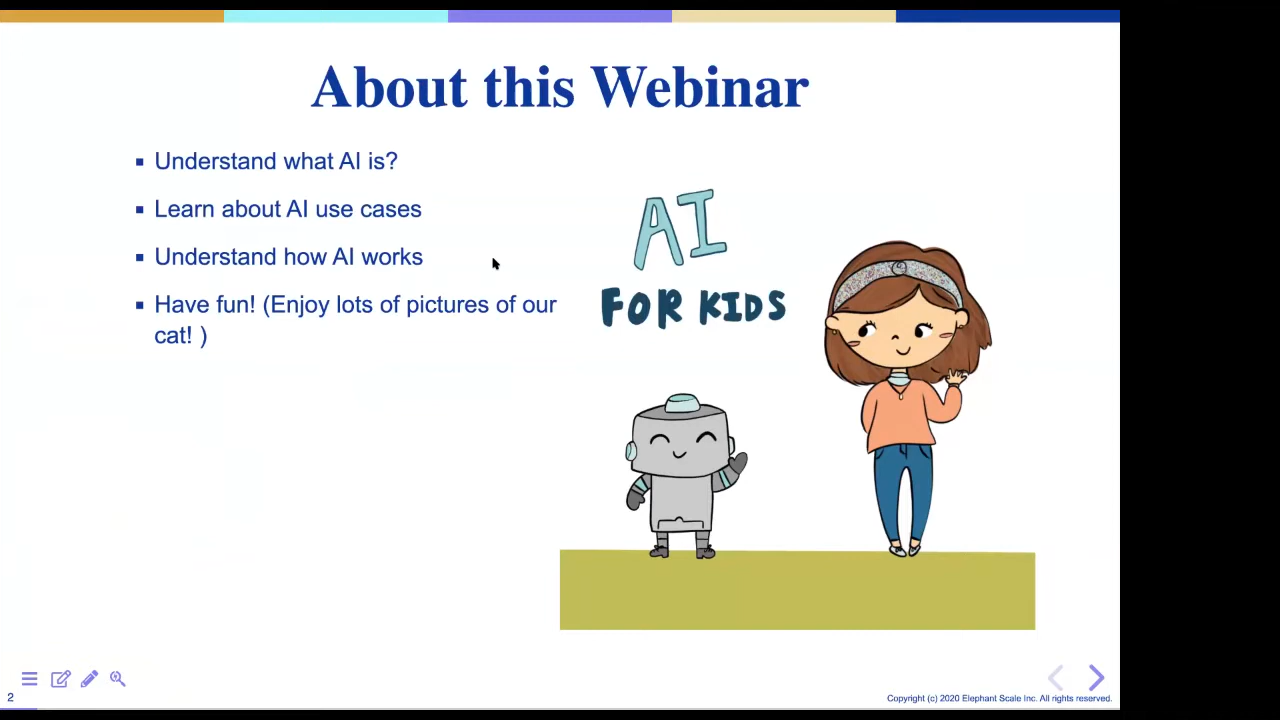 About this Webinar
Understand what AI is?
Learn about AI use cases
Understand how AI works
Have fun! (Enjoy lots of pictures of our
cat! )
AI
FOR KIDS
2
Copyright (c) 2020 Elephant Scale Inc. All rights reserved.